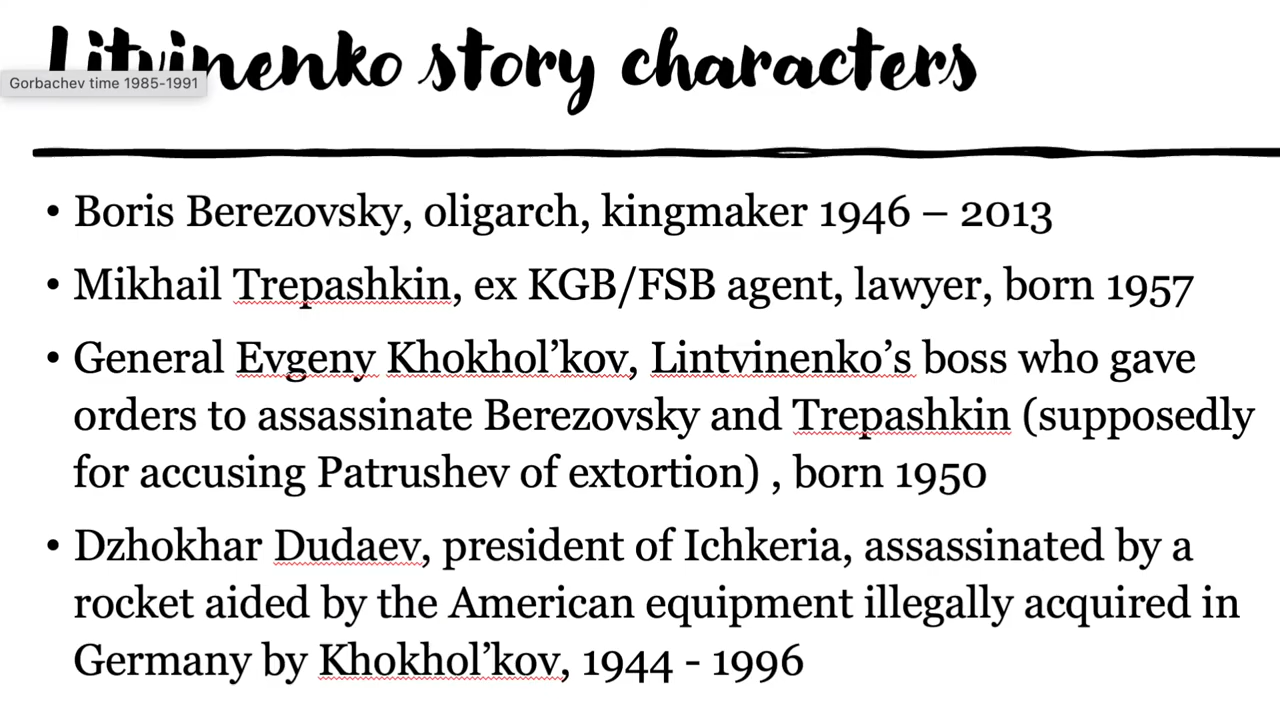 Litvinenko story characters
Gorbachev time 1985-1991
• Boris Berezovsky, oligarch, kingmaker 1946 – 2013
• Mikhail Trepashkin, ex KGB/FSB agent, lawyer, born 1957
• General Evgeny Khokhol’kov, Lintvinenko’s boss who gave
orders to assassinate Berezovsky and Trepashkin (supposedly
for accusing Patrushev of extortion) , born 1950
• Dzhokhar Dudaev, president of Ichkeria, assassinated by a
rocket aided by the American equipment illegally acquired in
Germany by Khokhol’kov, 1944 - 1996